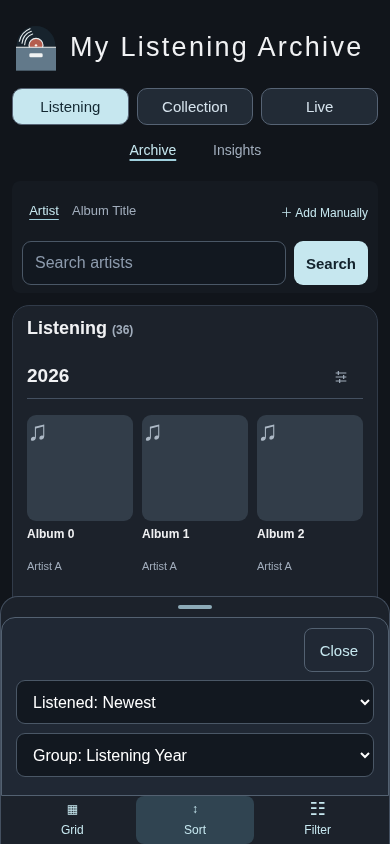 My Listening Archive
Listening Collection Live
Archive Insights
Artist Album Title + Add Manually
Search artists Search
Listening (36)
2026
Album 0 Album 1 Album 2
Artist A Artist A Artist A
Close
Listened: Newest
Group: Listening Year
Grid Sort Filter